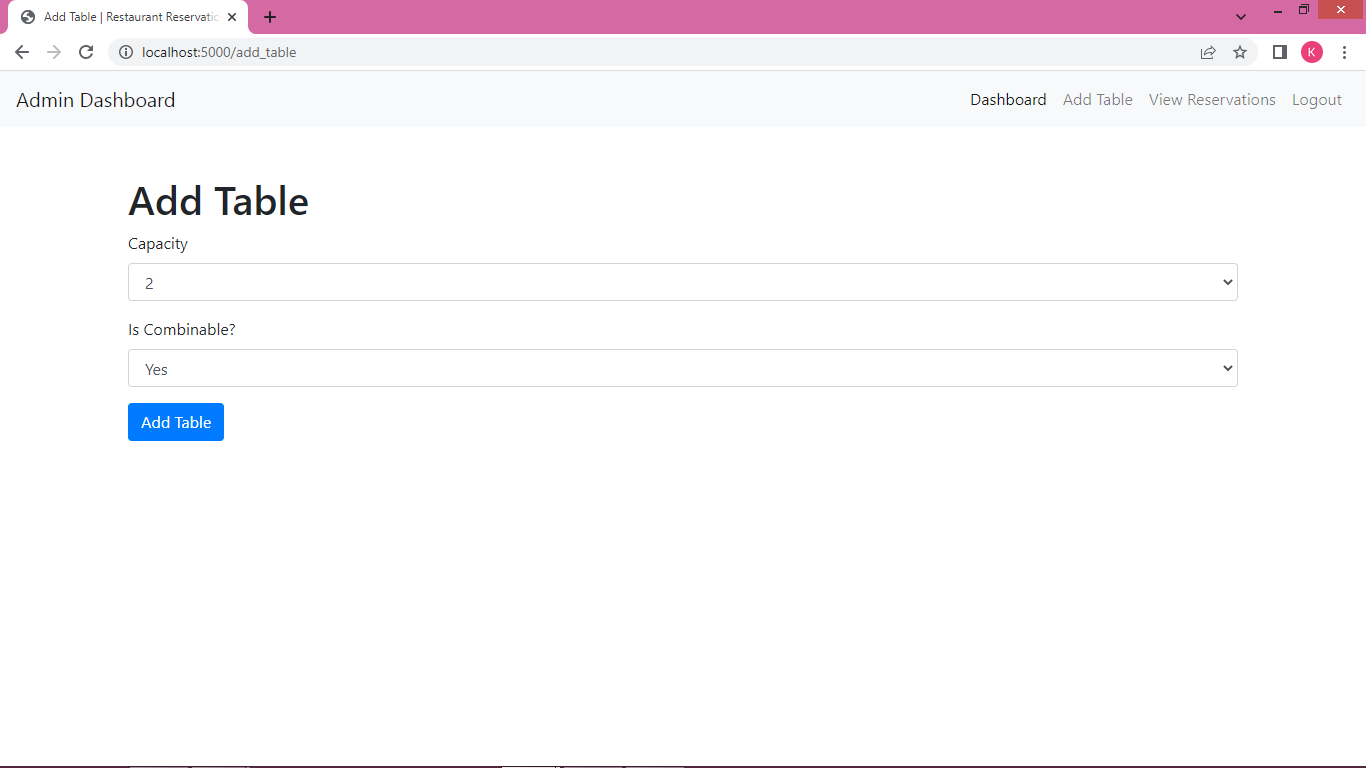 Add Table | Restaurant Reservatio
localhost:5000/add_table
K
Admin Dashboard
Dashboard Add Table View Reservations Logout
Add Table
Capacity
2
Is Combinable?
Yes
Add Table